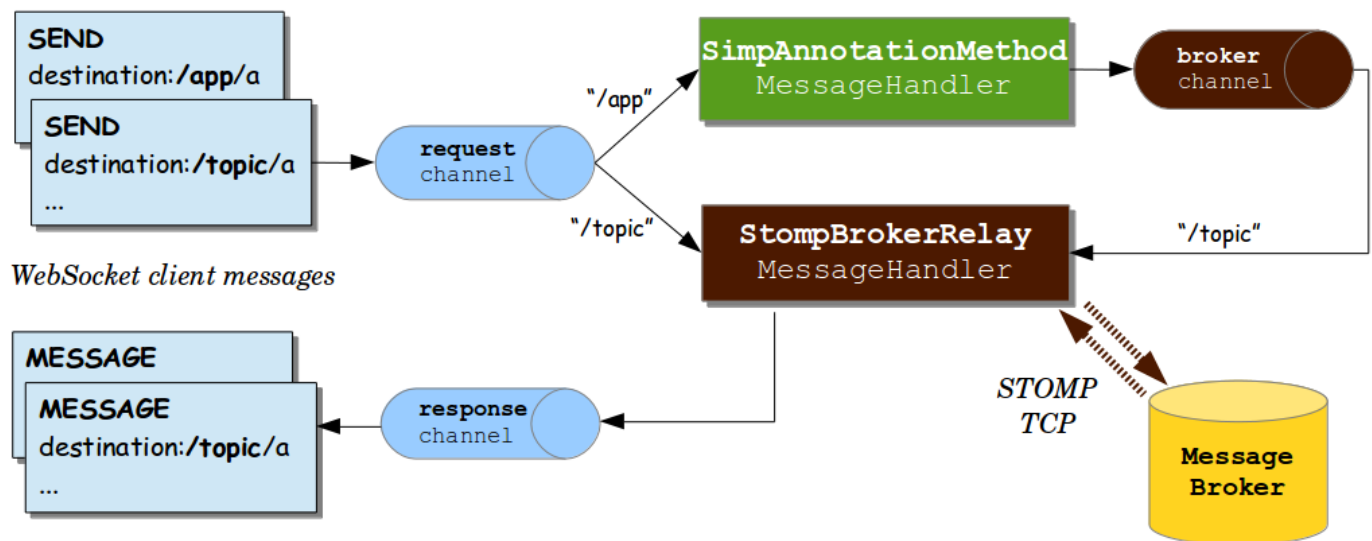 SEND
destination:/app/a
SEND
destination:/topic/a
...
WebSocket client messages
request
channel
“/app”
“/topic”
SimpAnnotationMethod
MessageHandler
broker
channel
StompBrokerRelay
MessageHandler
“/topic”
MESSAGE
MESSAGE
destination:/topic/a
...
response
channel
STOMP
TCP
Message
Broker